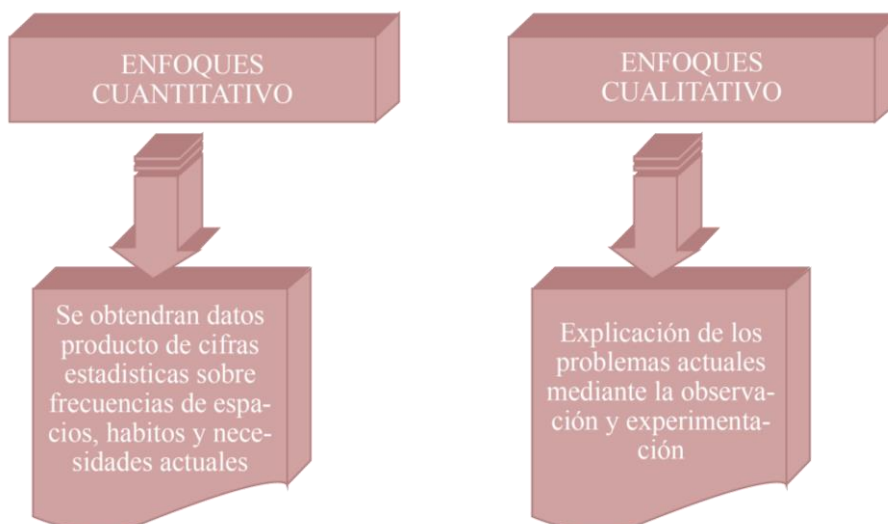 ENFOQUES
CUANTITATIVO
ENFOQUES
CUALITATIVO
Se obtendran datos
producto de cifras
estadisticas sobre
frecuencias de espa-
cios, habitos y nece-
sidades actuales
Explicación de los
problemas actuales
mediante la observa-
ción y experimenta-
ción